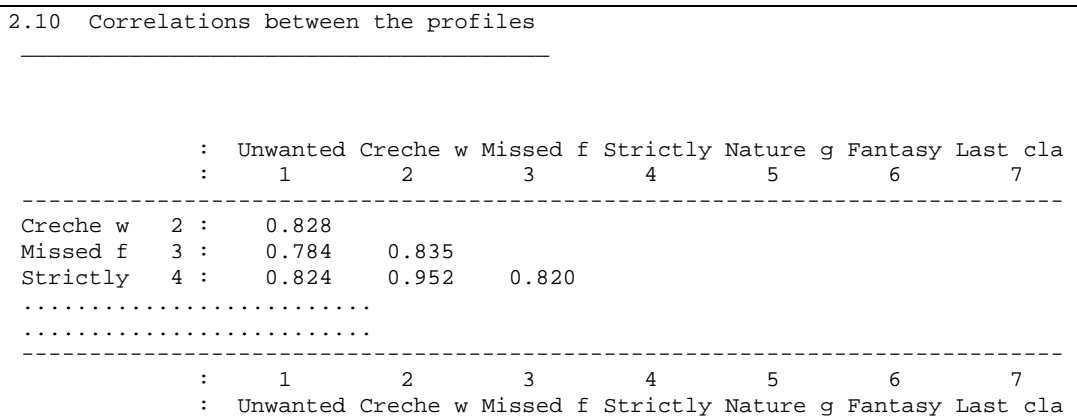 2.10  Correlations between the profiles
_______________________________________
            :  Unwanted Creche w Missed f Strictly Nature g Fantasy Last cla
            :     1        2        3        4        5        6        7
-----------------------------------------------------------------------------
Creche w   2 :    0.828
Missed f   3 :    0.784    0.835
Strictly   4 :    0.824    0.952    0.820
..........................
..........................
-----------------------------------------------------------------------------
            :     1        2        3        4        5        6        7
            :  Unwanted Creche w Missed f Strictly Nature g Fantasy Last cla